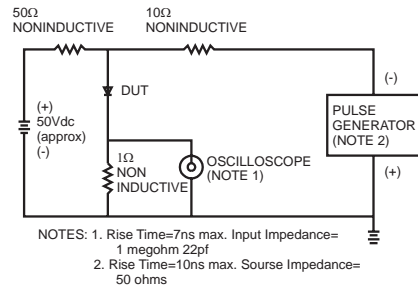 50Ω
NONINDUCTIVE
10Ω
NONINDUCTIVE
(+)
50Vdc
(approx)
(-)
DUT
1Ω
NON
INDUCTIVE
OSCILLOSCOPE
(NOTE 1)
(-)
PULSE
GENERATOR
(NOTE 2)
(+)
NOTES: 1. Rise Time=7ns max. Input Impedance=
1 megohm 22pf
2. Rise Time=10ns max. Sourse Impedance=
50 ohms